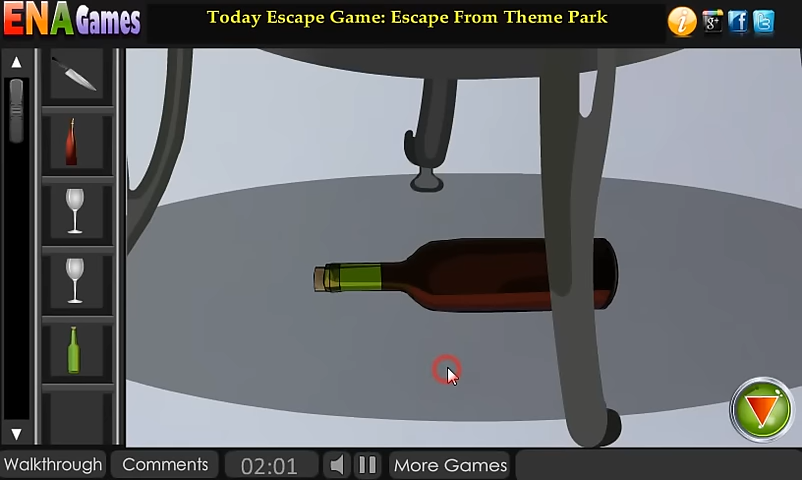 ENA Games
Today Escape Game: Escape From Theme Park
i
g+
f
Walkthrough
Comments
02:01
More Games